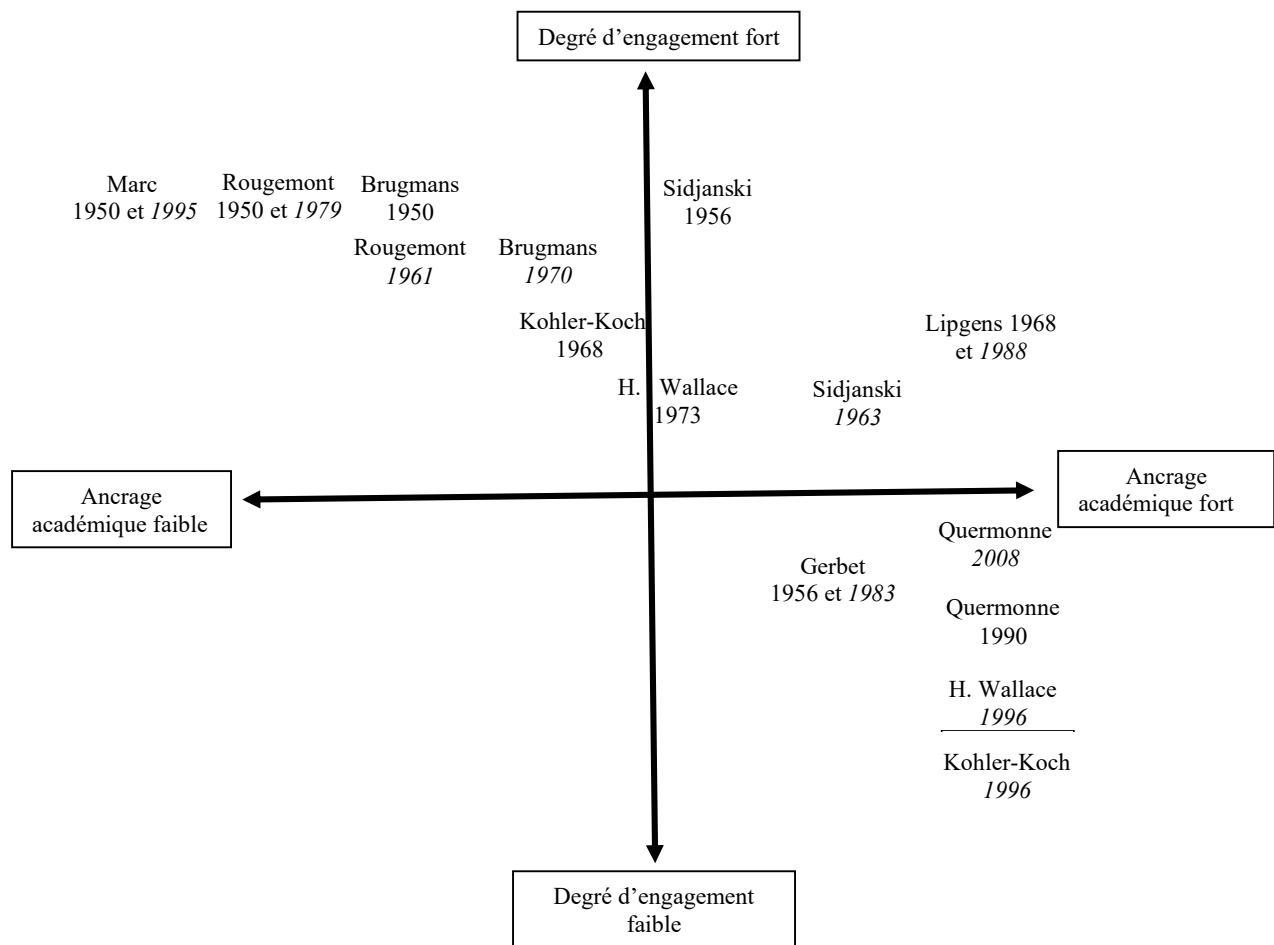 Degré d'engagement fort
Marc
1950 et 1995
Rougemont
1950 et 1979
Brugmans
1950
Sidjanski
1956
Rougemont
1961
Brugmans
1970
Kohler-Koch
1968
Lipgens 1968
et 1988
H. Wallace
1973
Sidjanski
1963
Ancrage
académique faible
Ancrage
académique fort
Quermonne
2008
Gerbet
1956 et 1983
Quermonne
1990
H. Wallace
1996
Kohler-Koch
1996
Degré d'engagement
faible